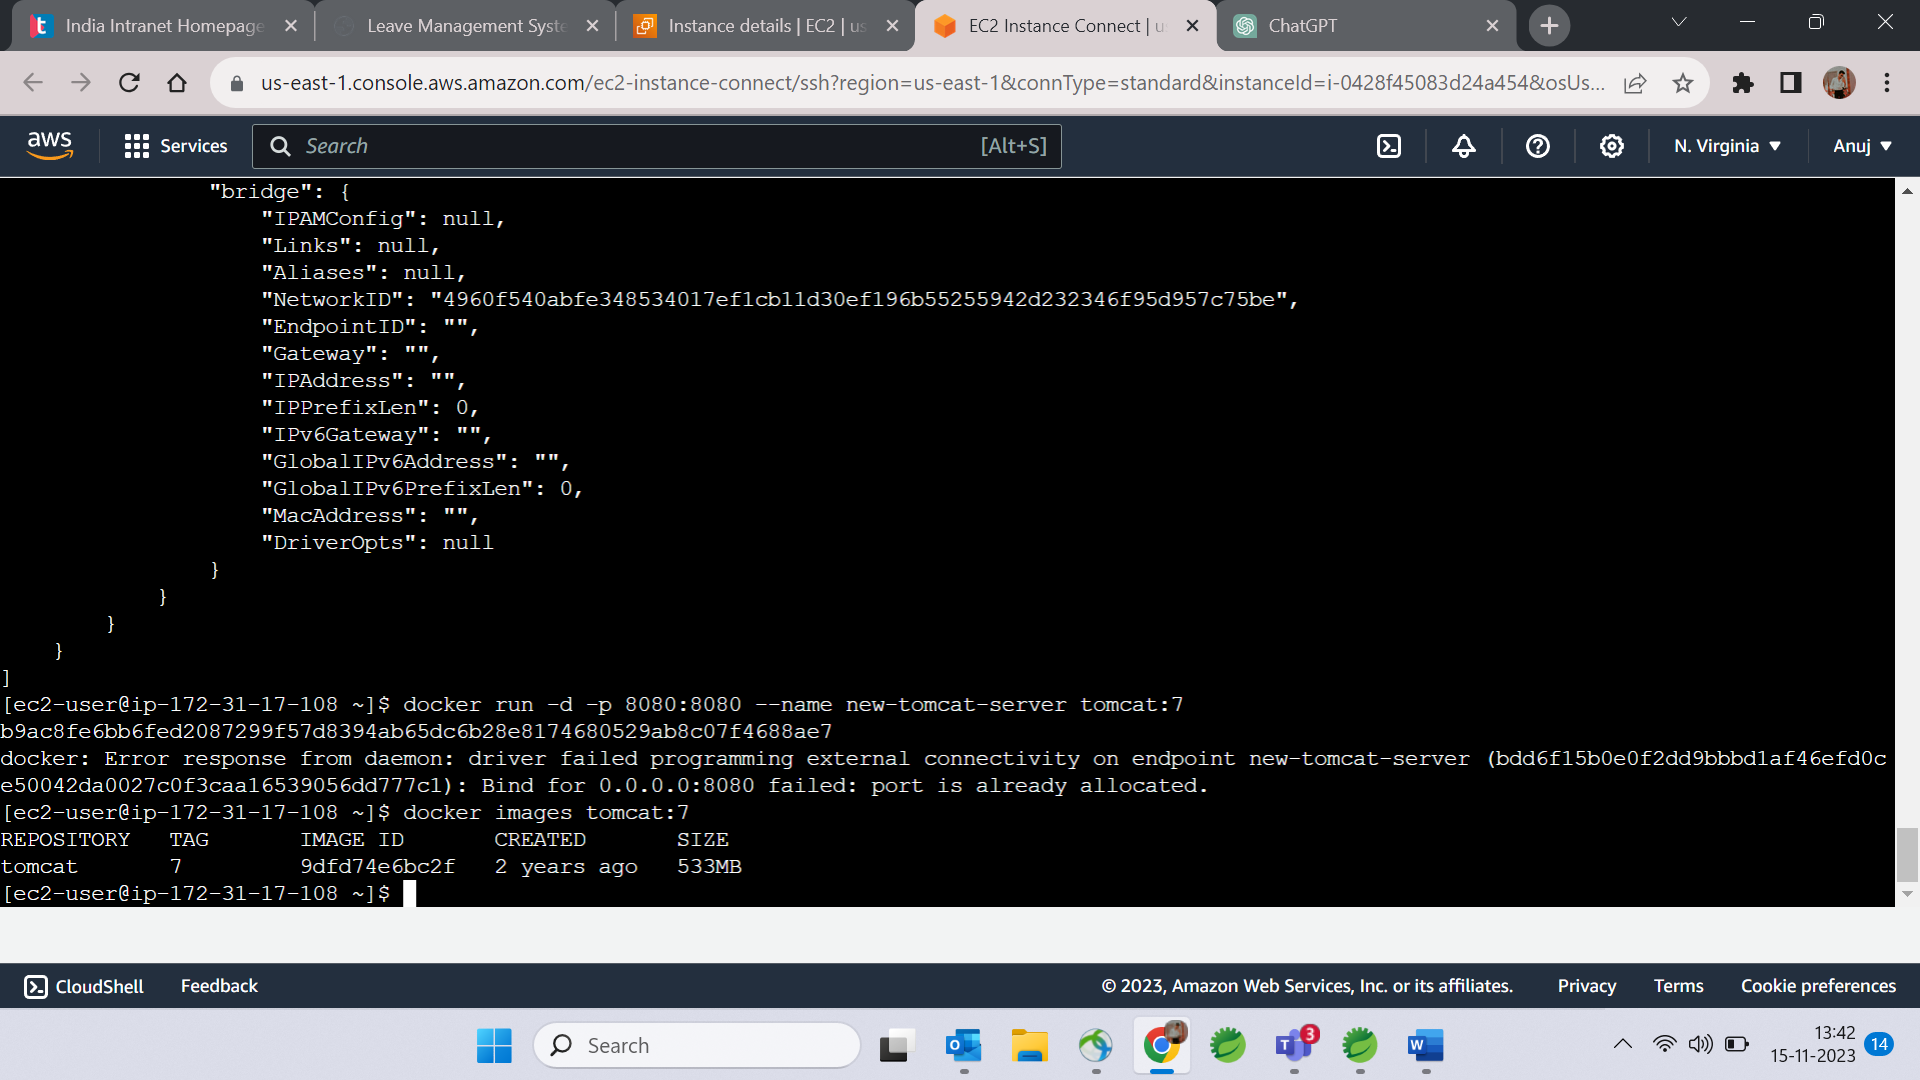 India Intranet Homepage
Leave Management Syste
Instance details | EC2 | us
EC2 Instance Connect | u
ChatGPT
us-east-1.console.aws.amazon.com/ec2-instance-connect/ssh?region=us-east-1&connType=standard&instanceId=i-0428f45083d24a454&osUs...
aws
Services
Search
[Alt+S]
N. Virginia
Anuj
"bridge": {
"IPAMConfig": null,
"Links": null,
"Aliases": null,
"NetworkID": "4960f540abfe348534017ef1cb11d30ef196b55255942d232346f95d957c75be",
"EndpointID": "",
"Gateway": "",
"IPAddress": "",
"IPPrefixLen": 0,
"IPv6Gateway": "",
"GlobalIPv6Address": "",
"GlobalIPv6PrefixLen": 0,
"MacAddress": "",
"DriverOpts": null
}
}
}
}
]
[ec2-user@ip-172-31-17-108 ~]$ docker run -d -p 8080:8080 --name new-tomcat-server tomcat:7
b9ac8fe6bb6fed2087299f57d8394ab65dc6b28e8174680529ab8c07f4688ae7
docker: Error response from daemon: driver failed programming external connectivity on endpoint new-tomcat-server (bdd6f15b0e0f2dd9bbbd1af46efd0c
e50042da0027c0f3caa16539056dd777c1): Bind for 0.0.0.0:8080 failed: port is already allocated.
[ec2-user@ip-172-31-17-108 ~]$ docker images tomcat:7
REPOSITORY TAG IMAGE ID CREATED SIZE
tomcat 7 9dfd74e6bc2f 2 years ago 533MB
[ec2-user@ip-172-31-17-108 ~]$
CloudShell
Feedback
© 2023, Amazon Web Services, Inc. or its affiliates.
Privacy
Terms
Cookie preferences
Search
3
13:42
15-11-2023
14